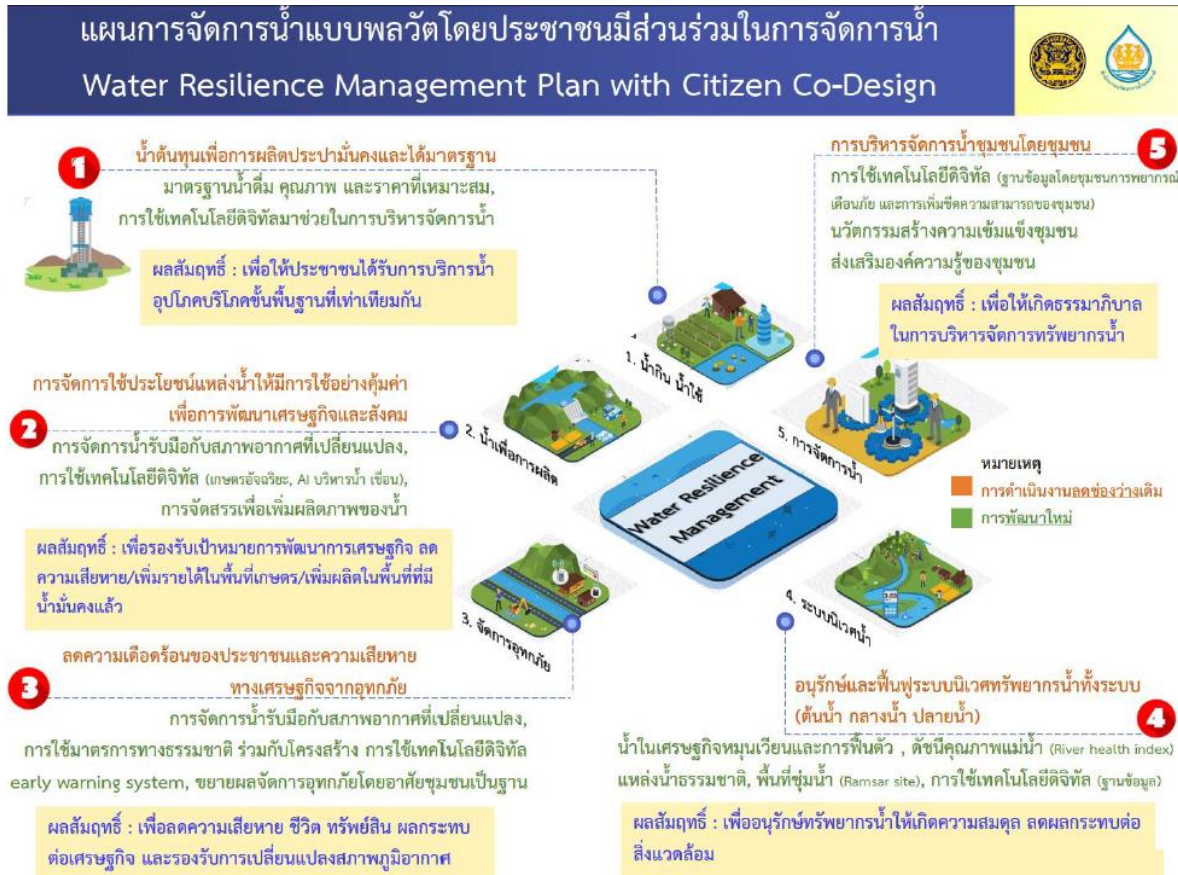 แผนการจัดการน้ำแบบพลวัตโดยประชาชนมีส่วนร่วมในการจัดการน้ำ
Water Resilience Management Plan with Citizen Co-Design
1
น้ำต้นทุนเพื่อการผลิตประปามั่นคงและได้มาตรฐาน
มาตรฐานน้ำดื่ม คุณภาพ และราคาที่เหมาะสม,
การใช้เทคโนโลยีดิจิทัลมาช่วยในการบริหารจัดการน้ำ
ผลสัมฤทธิ์ : เพื่อให้ประชาชนได้รับการบริการน้ำ
อุปโภคบริโภคขั้นพื้นฐานที่เท่าเทียมกัน
2
การจัดการใช้ประโยชน์แหล่งน้ำให้มีการใช้อย่างคุ้มค่า
เพื่อการพัฒนาเศรษฐกิจและสังคม
การจัดการน้ำรับมือกับสภาพอากาศที่เปลี่ยนแปลง,
การใช้เทคโนโลยีดิจิทัล (เกษตรอัจฉริยะ, AI บริหารน้ำ เขื่อน),
การจัดสรรเพื่อเพิ่มผลิตภาพของน้ำ
ผลสัมฤทธิ์ : เพื่อรองรับเป้าหมายการพัฒนาการเศรษฐกิจ ลด
ความเสียหาย/เพิ่มรายได้ในพื้นที่เกษตร/เพิ่มผลิตในพื้นที่ที่มี
น้ำมั่นคงแล้ว
3
ลดความเดือดร้อนของประชาชนและความเสียหาย
ทางเศรษฐกิจจากอุทกภัย
การจัดการน้ำรับมือกับสภาพอากาศที่เปลี่ยนแปลง,
การใช้มาตรการทางธรรมชาติ ร่วมกับโครงสร้าง การใช้เทคโนโลยีดิจิทัล
early warning system, ขยายผลจัดการอุทกภัยโดยอาศัยชุมชนเป็นฐาน
ผลสัมฤทธิ์ : เพื่อลดความเสียหาย ชีวิต ทรัพย์สิน ผลกระทบ
ต่อเศรษฐกิจ และรองรับการเปลี่ยนแปลงสภาพภูมิอากาศ
1. น้ำกิน น้ำใช้
2. น้ำเพื่อการผลิต
3. จัดการอุทกภัย
4. ระบบนิเวศน้ำ
5. การจัดการน้ำ
Water Resilience
Management
5
การบริหารจัดการน้ำชุมชนโดยชุมชน
การใช้เทคโนโลยีดิจิทัล (ฐานข้อมูลโดยชุมชนการพยากรณ์
เตือนภัย และการเพิ่มขีดความสามารถของชุมชน)
นวัตกรรมสร้างความเข้มแข็งชุมชน
ส่งเสริมองค์ความรู้ของชุมชน
ผลสัมฤทธิ์ : เพื่อให้เกิดธรรมาภิบาล
ในการบริหารจัดการทรัพยากรน้ำ
หมายเหตุ
การดำเนินงานลดช่องว่างเดิม
การพัฒนาใหม่
4
อนุรักษ์และฟื้นฟูระบบนิเวศทรัพยากรน้ำทั้งระบบ
(ต้นน้ำ กลางน้ำ ปลายน้ำ)
น้ำในเศรษฐกิจหมุนเวียนและการฟื้นตัว , ดัชนีคุณภาพแม่น้ำ (River health index)
แหล่งน้ำธรรมชาติ, พื้นที่ชุ่มน้ำ (Ramsar site), การใช้เทคโนโลยีดิจิทัล (ฐานข้อมูล)
ผลสัมฤทธิ์ : เพื่ออนุรักษ์ทรัพยากรน้ำให้เกิดความสมดุล ลดผลกระทบต่อ
สิ่งแวดล้อม